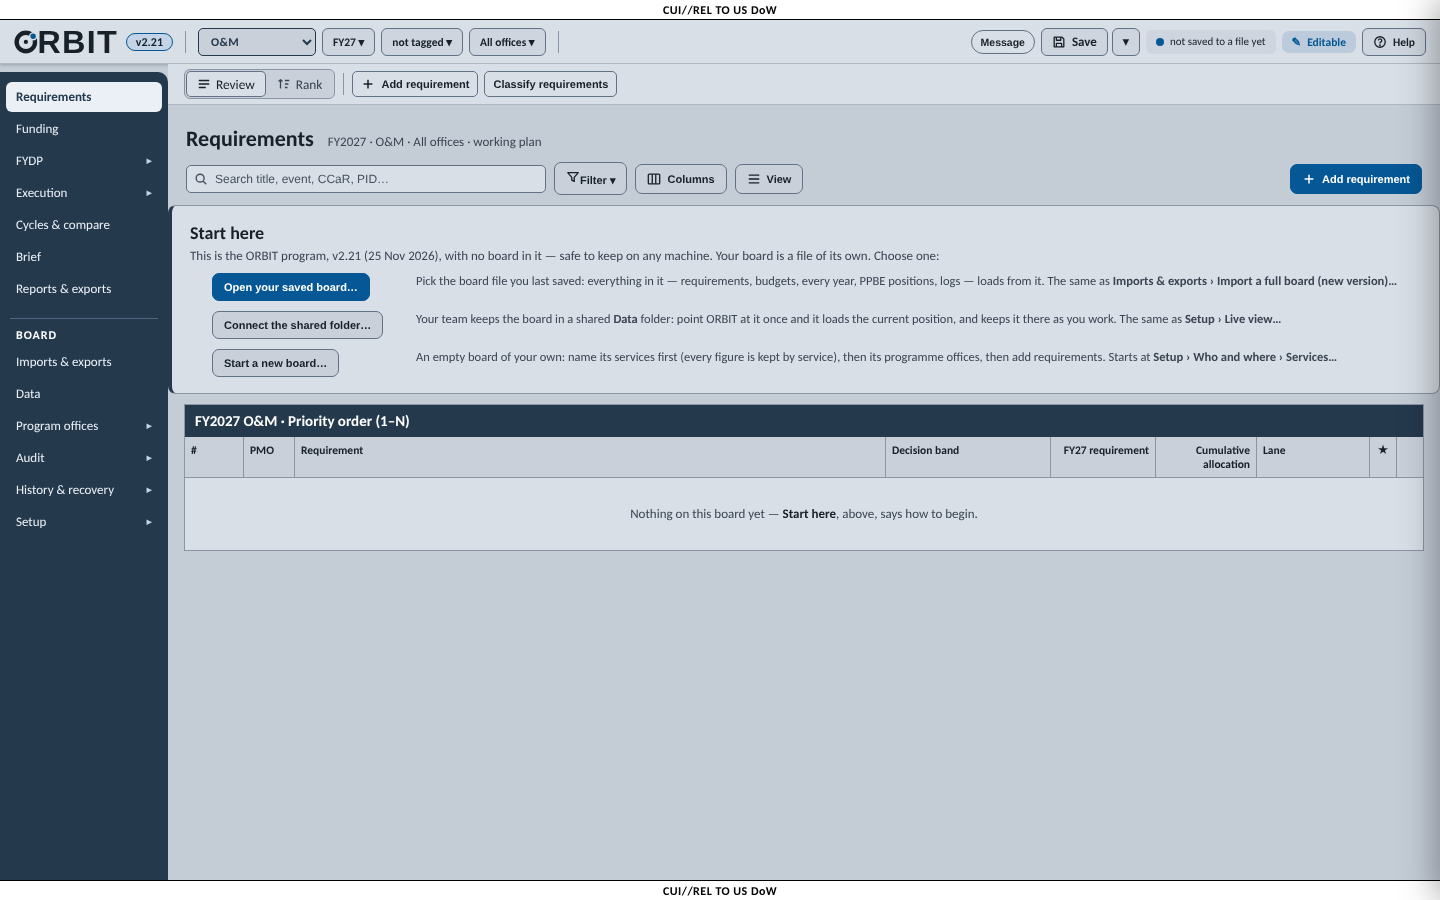 CUI//REL TO US DoW
ORBIT v2.21 O&M FY27 ▾ not tagged ▾ All offices ▾ Message Save ▾ not saved to a file yet ✎ Editable Help
Review Rank + Add requirement Classify requirements
Requirements
Funding
FYDP ▸
Execution ▸
Cycles & compare
Brief
Reports & exports
BOARD
Imports & exports
Data
Program offices ▸
Audit ▸
History & recovery ▸
Setup ▸
Requirements FY2027 · O&M · All offices · working plan
Search title, event, CCaR, PID… Filter ▾ Columns View + Add requirement
Start here
This is the ORBIT program, v2.21 (25 Nov 2026), with no board in it — safe to keep on any machine. Your board is a file of its own. Choose one:
Open your saved board… Pick the board file you last saved: everything in it — requirements, budgets, every year, PPBE positions, logs — loads from it. The same as Imports & exports › Import a full board (new version)…
Connect the shared folder… Your team keeps the board in a shared Data folder: point ORBIT at it once and it loads the current position, and keeps it there as you work. The same as Setup › Live view…
Start a new board… An empty board of your own: name its services first (every figure is kept by service), then its programme offices, then add requirements. Starts at Setup › Who and where › Services…
FY2027 O&M · Priority order (1–N)
# PMO Requirement Decision band FY27 requirement Cumulative allocation Lane ★
Nothing on this board yet — Start here, above, says how to begin.
CUI//REL TO US DoW